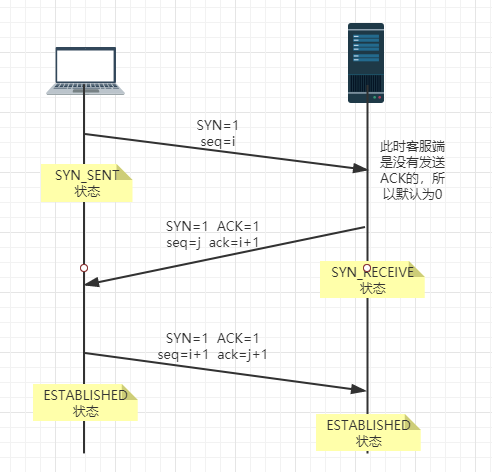 SYN=1
seq=i
此时客服端
是没有发送
ACK的，所
以默认为0
SYN_SENT
状态
SYN=1 ACK=1
seq=j ack=i+1
SYN_RECEIVE
状态
SYN=1 ACK=1
seq=i+1 ack=j+1
ESTABLISHED
状态
ESTABLISHED
状态